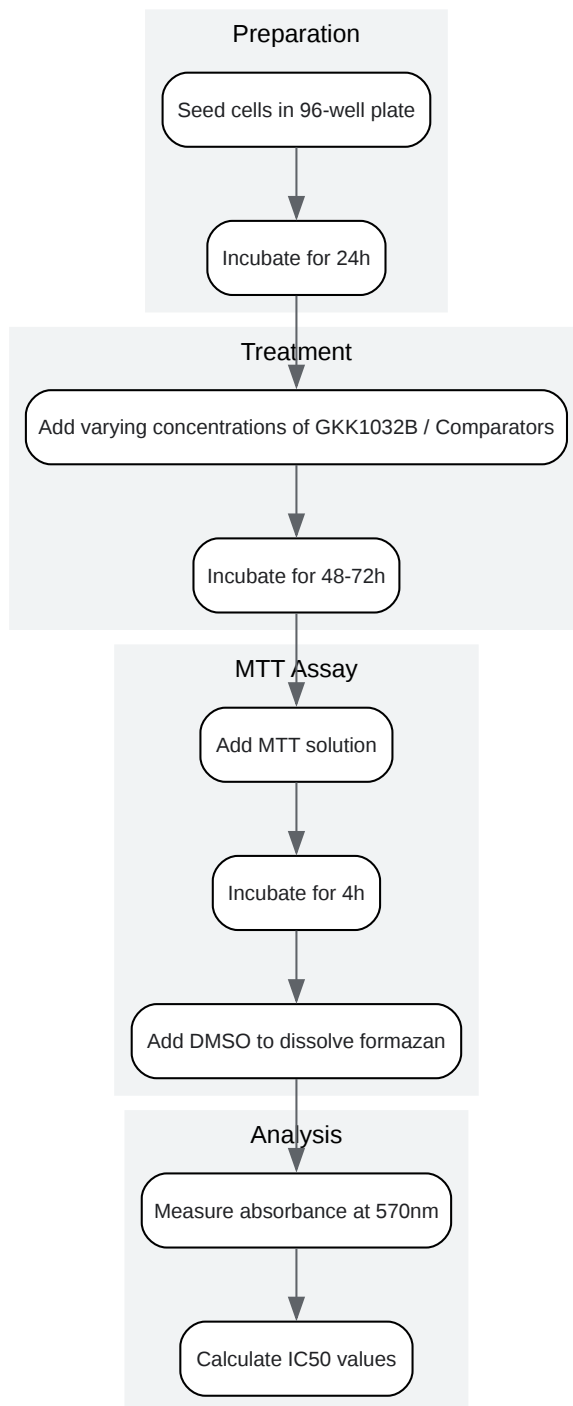 Preparation
Seed cells in 96-well plate
Incubate for 24h
Treatment
Add varying concentrations of GKK1032B / Comparators
Incubate for 48-72h
MTT Assay
Add MTT solution
Incubate for 4h
Add DMSO to dissolve formazan
Analysis
Measure absorbance at 570nm
Calculate IC50 values